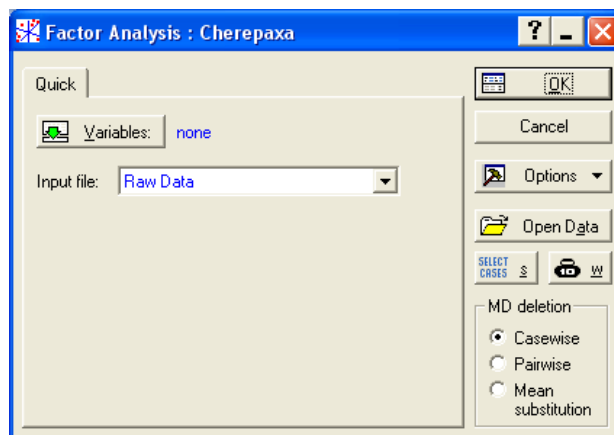 Factor Analysis : Cherepaxa
Quick
Variables: none
Input file: Raw Data
OK
Cancel
Options
Open Data
SELECT CASES S
W
MD deletion
Casewise
Pairwise
Mean
substitution